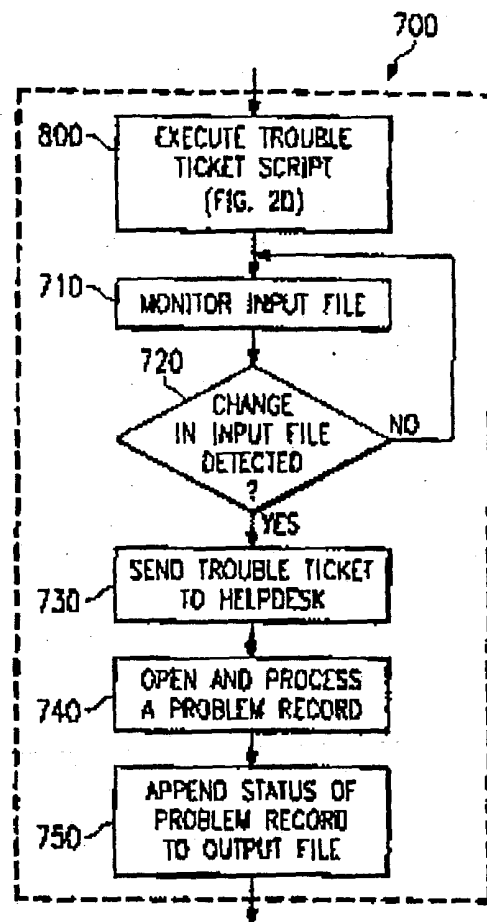 700
800
EXECUTE TROUBLE
TICKET SCRIPT
(FIG. 2D)
710
MONITOR INPUT FILE
720
CHANGE
IN INPUT FILE
DETECTED
?
NO
YES
730
SEND TROUBLE TICKET
TO HELPDESK
740
OPEN AND PROCESS
A PROBLEM RECORD
750
APPEND STATUS OF
PROBLEM RECORD
TO OUTPUT FILE